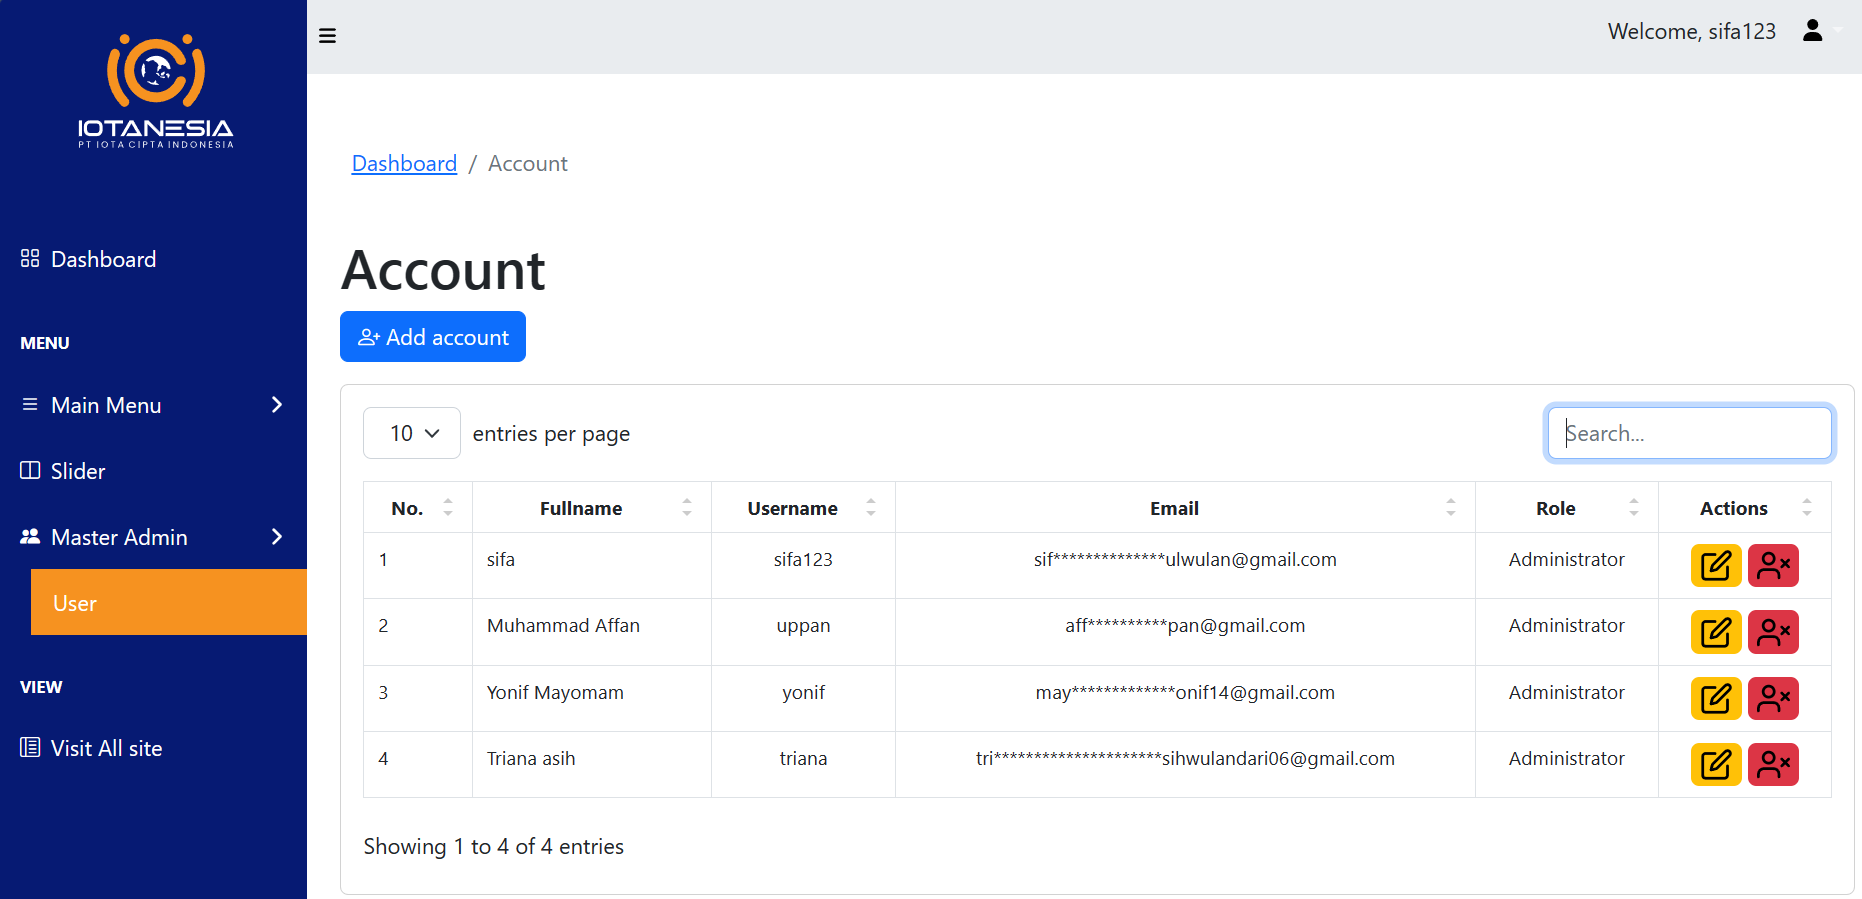 IOTANESIA
PT IOTA CIPTA INDONESIA
Dashboard
MENU
Main Menu
Slider
Master Admin
User
VIEW
Visit All site
Welcome, sifa123
Dashboard / Account
Account
Add account
10 entries per page
Search...
No. Fullname Username Email Role Actions
1 sifa sifa123 sif**************ulwulan@gmail.com Administrator
2 Muhammad Affan uppan aff**********pan@gmail.com Administrator
3 Yonif Mayomam yonif may*************onif14@gmail.com Administrator
4 Triana asih triana tri*********************sihwulandari06@gmail.com Administrator
Showing 1 to 4 of 4 entries